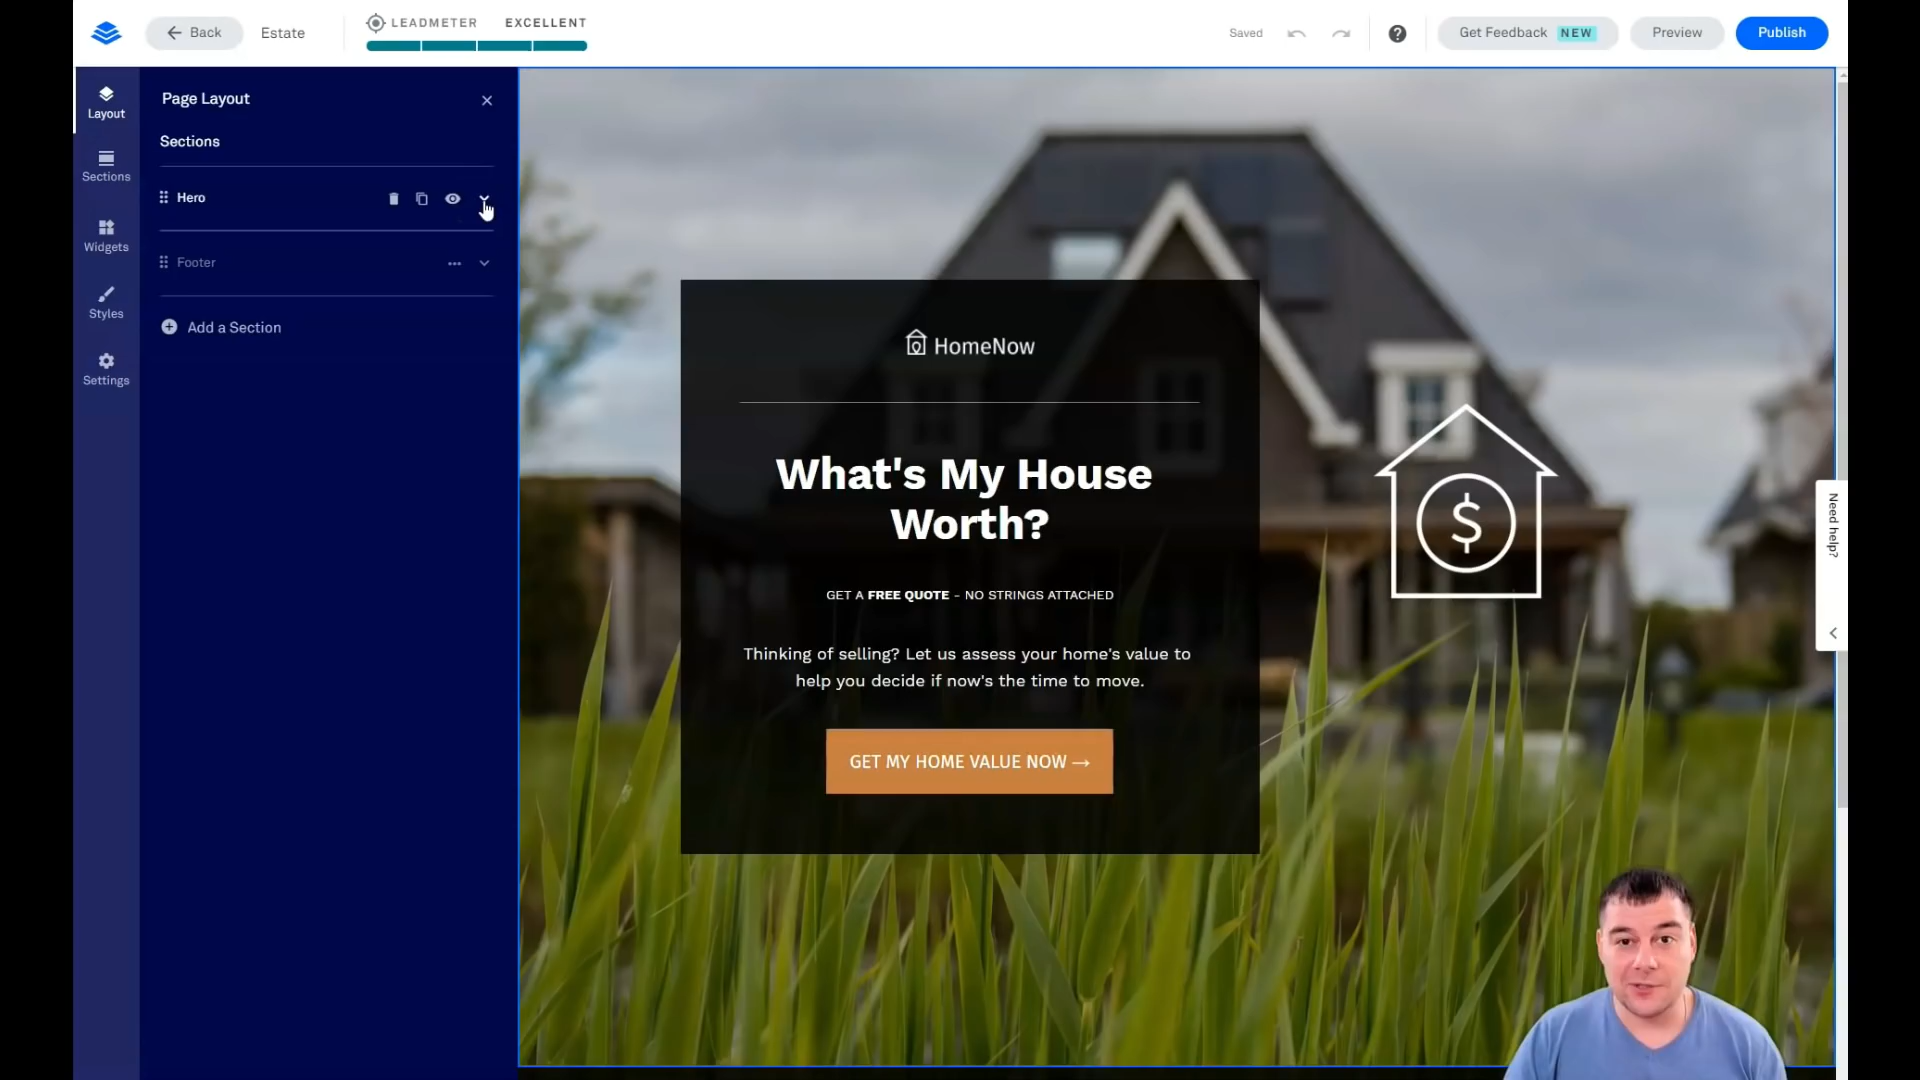 Back
Estate
LEADMETER
EXCELLENT
Saved
Get Feedback NEW
Preview
Publish
Layout
Sections
Widgets
Styles
Settings
Page Layout
Sections
Hero
Footer
Add a Section
HomeNow
What's My House
Worth?
GET A FREE QUOTE - NO STRINGS ATTACHED
Thinking of selling? Let us assess your home's value to
help you decide if now's the time to move.
GET MY HOME VALUE NOW →
$
Need help?